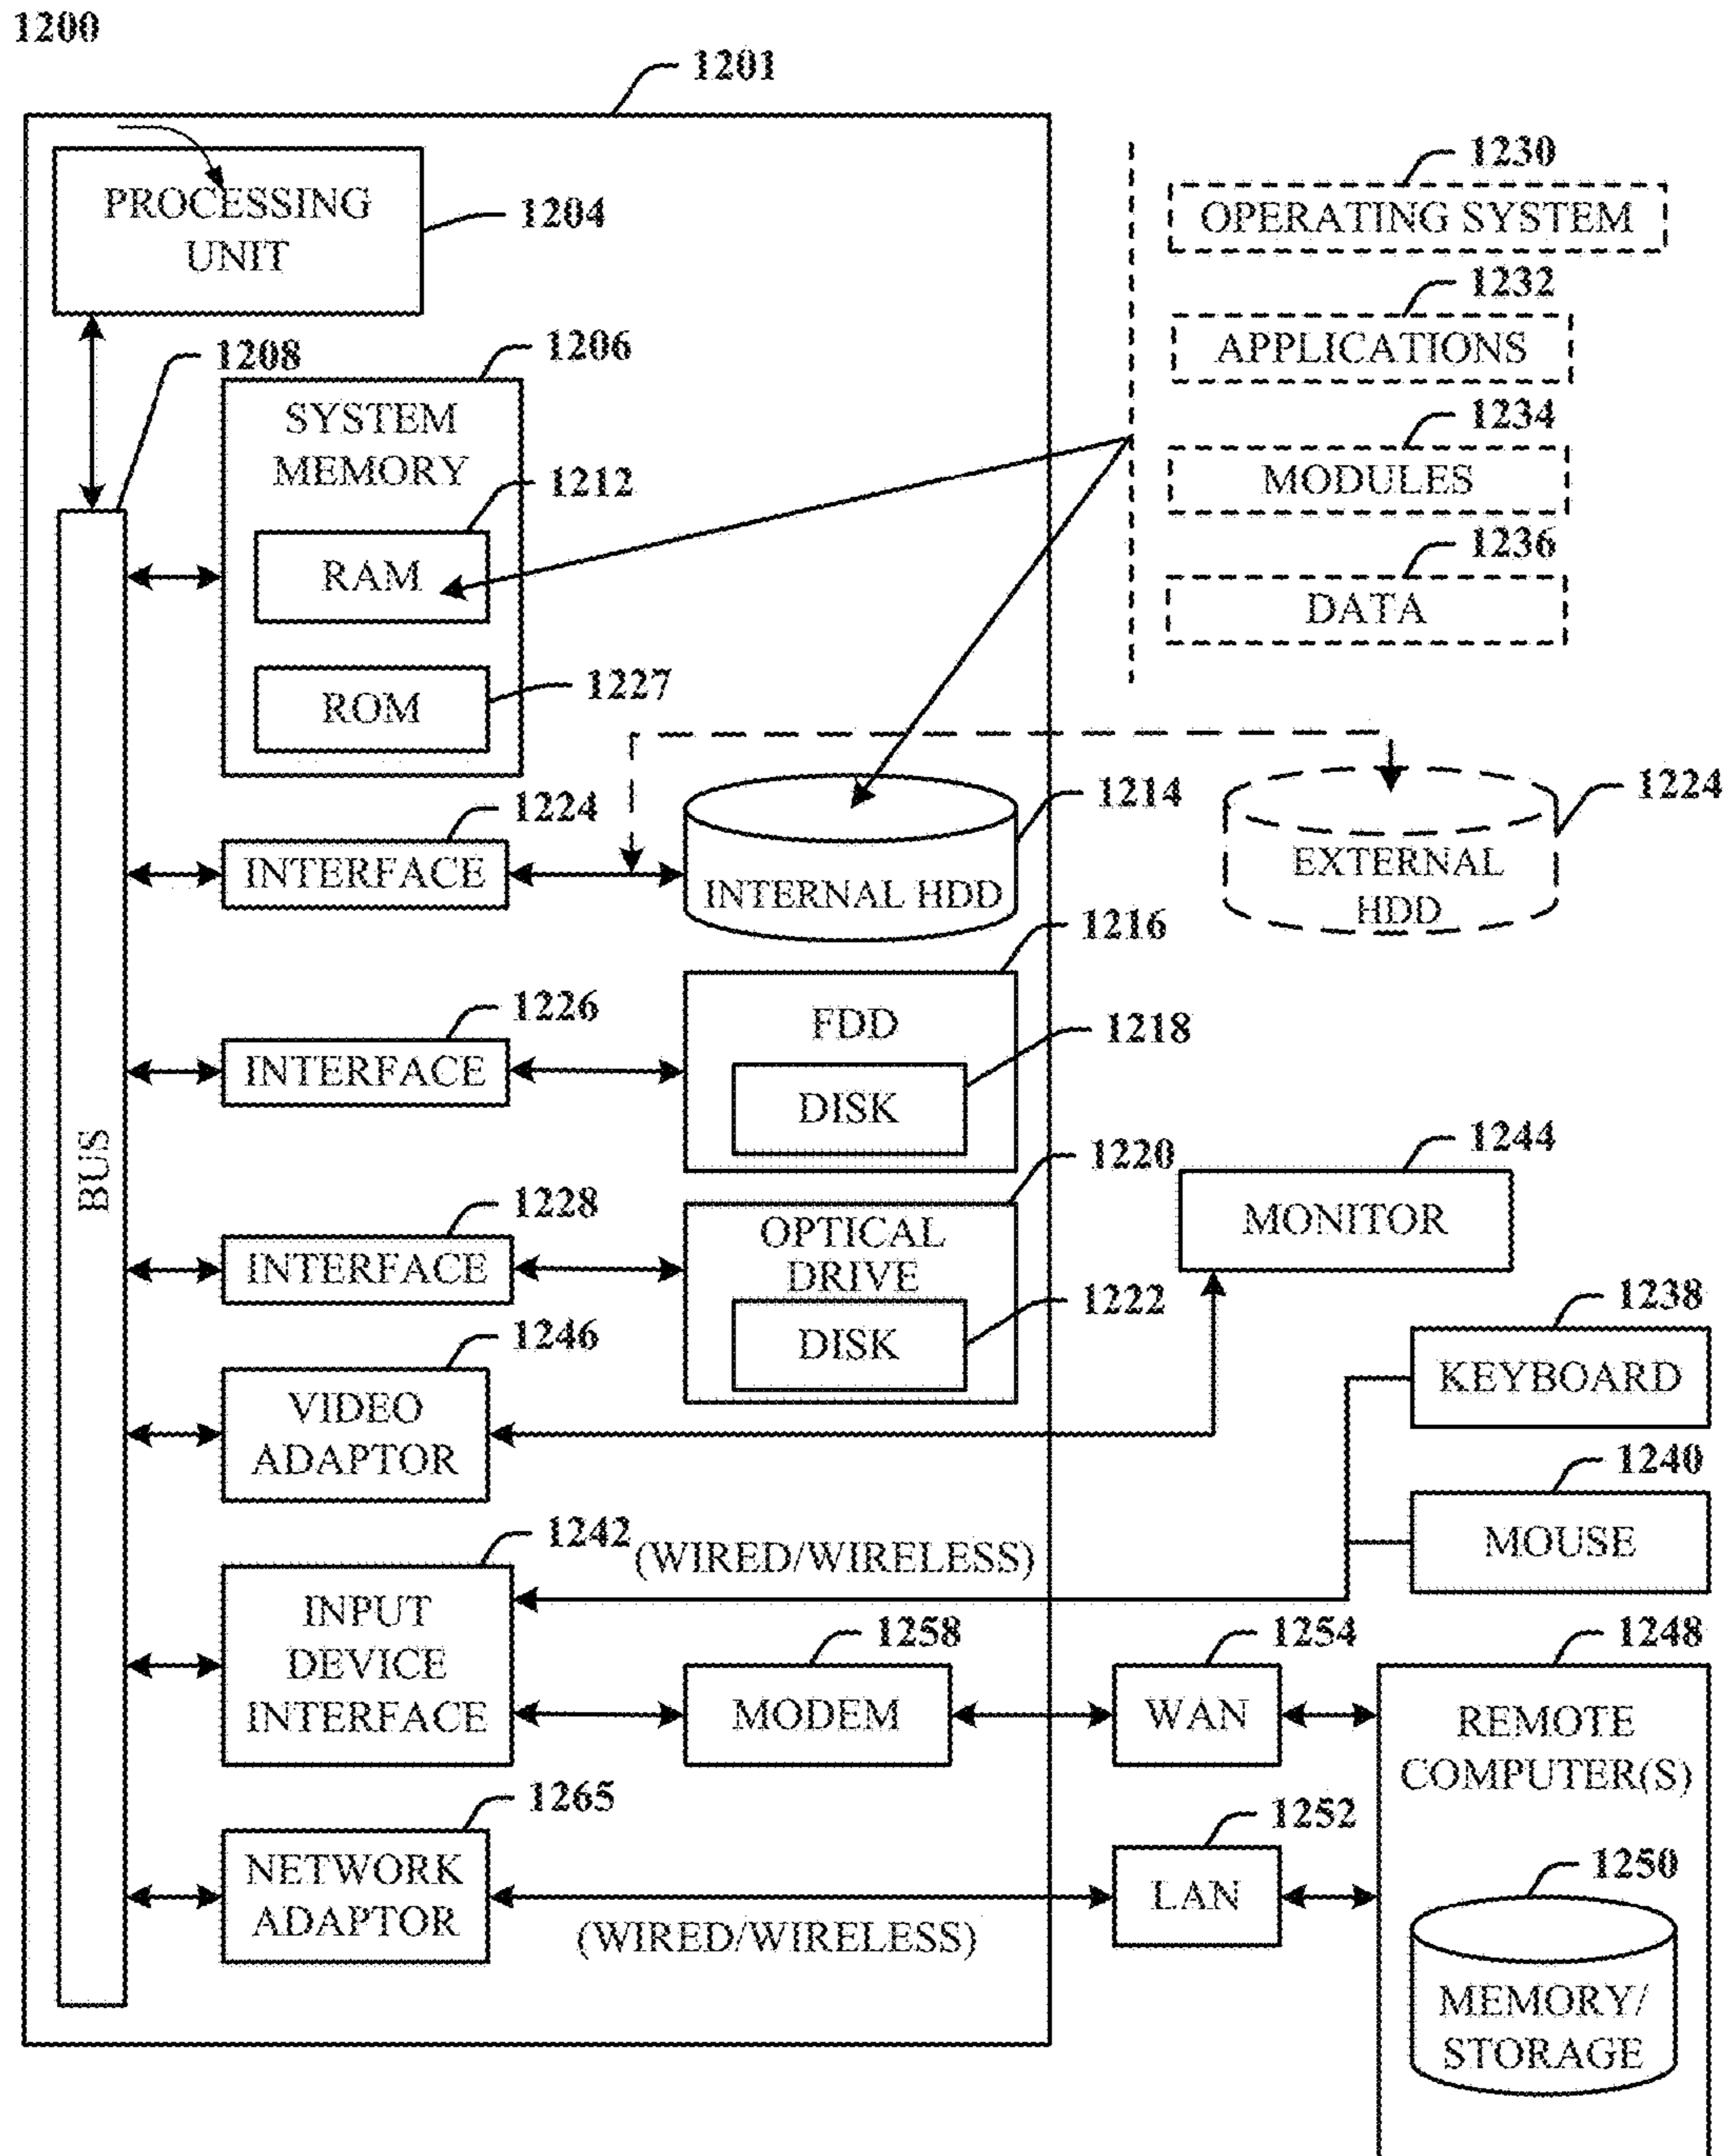 1200
1201
PROCESSING
UNIT
1204
1230
OPERATING SYSTEM
1232
APPLICATIONS
1234
MODULES
1236
DATA
1208
1206
SYSTEM
MEMORY
1212
RAM
1227
ROM
1224
INTERFACE
1214
INTERNAL HDD
1224
EXTERNAL
HDD
1216
FDD
1226
INTERFACE
1218
DISK
BUS
1220
OPTICAL
DRIVE
1228
INTERFACE
1222
DISK
1244
MONITOR
1246
VIDEO
ADAPTOR
1238
KEYBOARD
1240
MOUSE
1242
(WIRED/WIRELESS)
INPUT
DEVICE
INTERFACE
1258
MODEM
1254
WAN
1248
REMOTE
COMPUTER(S)
1265
NETWORK
ADAPTOR
(WIRED/WIRELESS)
1252
LAN
1250
MEMORY/
STORAGE